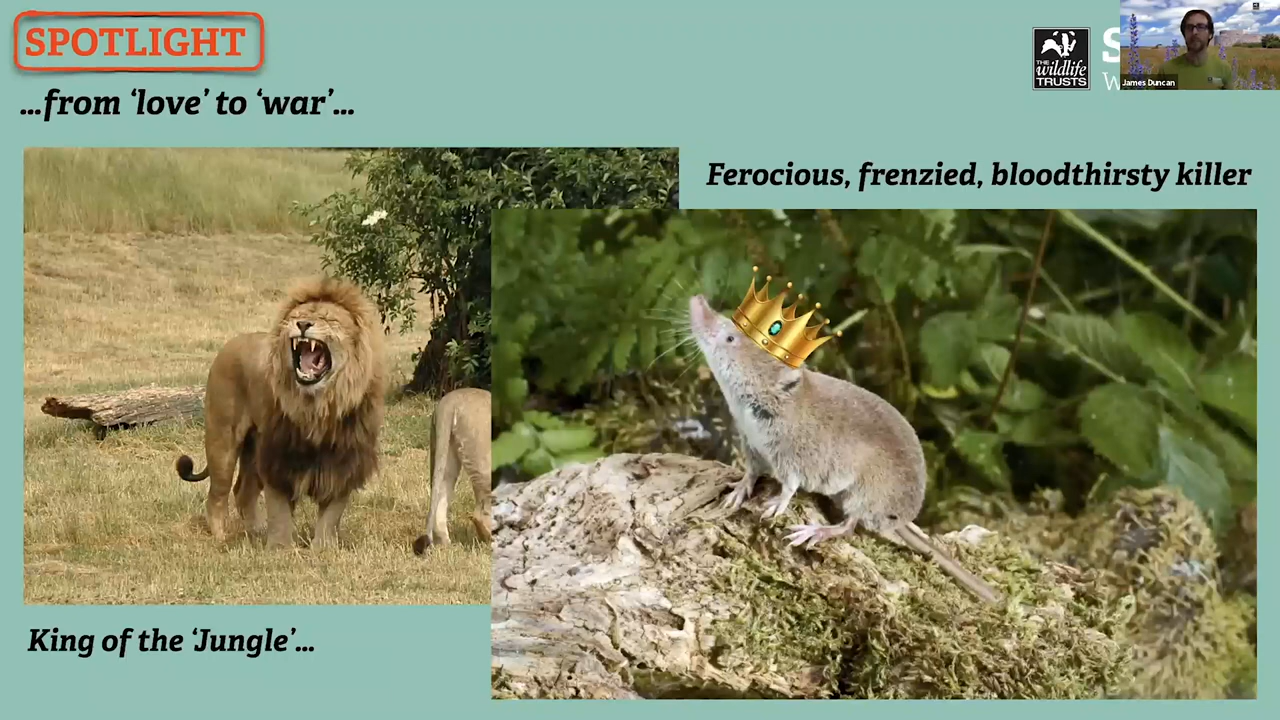 SPOTLIGHT
...from ‘love’ to ‘war’...
THE
wildlife
TRUSTS
S
W
James Duncan
Ferocious, frenzied, bloodthirsty killer
King of the ‘Jungle’...